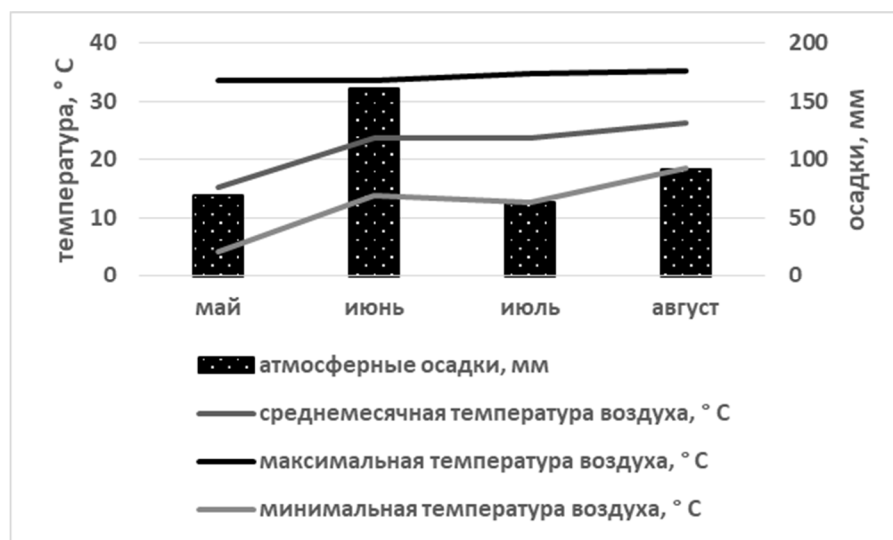 температура, ° С
40
30
20
10
0
200
150
100
50
0
осадки, мм
май июнь июль август
атмосферные осадки, мм
среднемесячная температура воздуха, ° С
максимальная температура воздуха, ° С
минимальная температура воздуха, ° С